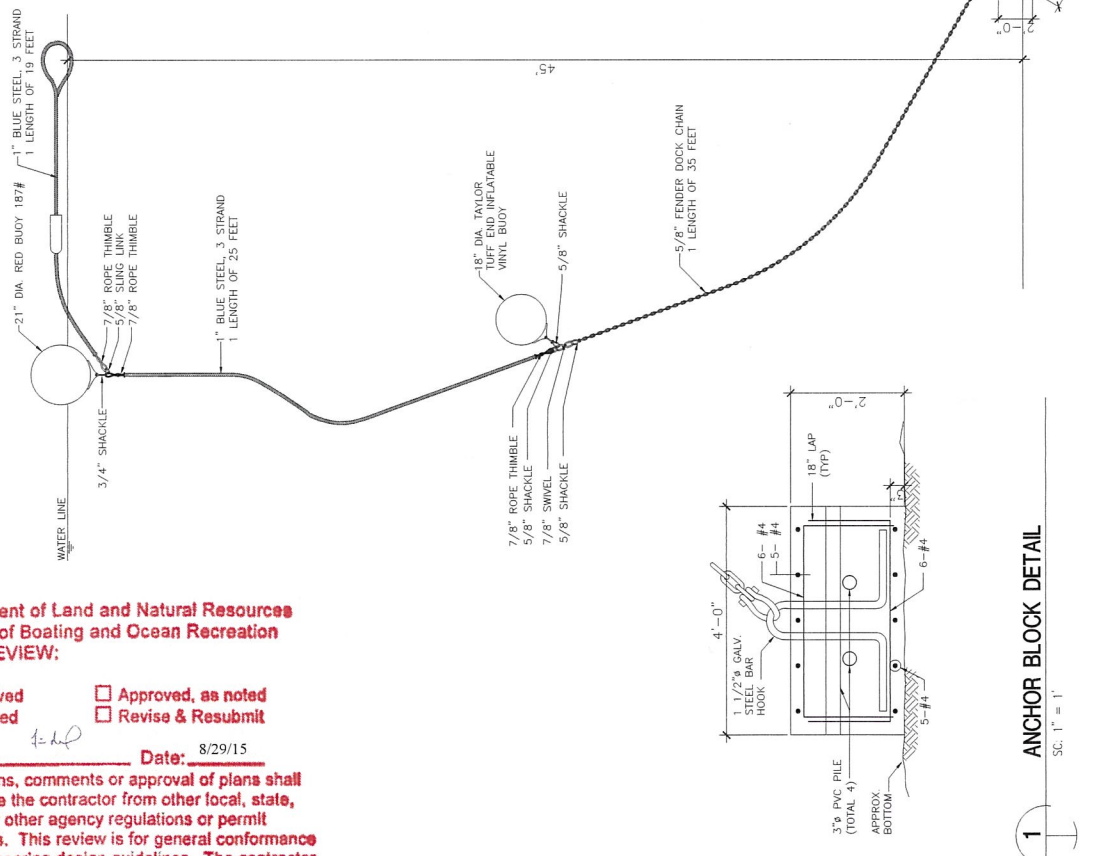 1" BLUE STEEL, 3 STRAND
1 LENGTH OF 19 FEET
21" DIA. RED BUOY 187#
7/8" ROPE THIMBLE
5/8" SLING LINK
7/8" ROPE THIMBLE
3/4" SHACKLE
WATER LINE
1" BLUE STEEL, 3 STRAND
1 LENGTH OF 25 FEET
45'
18" DIA. TAYLOR
TUFF END INFLATABLE
VINYL BUOY
5/8" SHACKLE
7/8" ROPE THIMBLE
5/8" SHACKLE
7/8" SWIVEL
5/8" SHACKLE
5/8" FENDER DOCK CHAIN
1 LENGTH OF 35 FEET
2'-0"
4'-0"
1 1/2"ø GALV.
STEEL BAR
HOOK
6- #4
5- #4
18" LAP
(TYP)
2'-0"
3"
3"ø PVC PILE
(TOTAL 4)
APPROX.
BOTTOM
5-#4
6-#4
1
ANCHOR BLOCK DETAIL
SC: 1" = 1'
ent of Land and Natural Resources
of Boating and Ocean Recreation
EVIEW:
ved
Approved, as noted
ed
Revise & Resubmit
Date: 8/29/15
ns, comments or approval of plans shall
e the contractor from other local, state,
other agency regulations or permit
s. This review is for general conformance